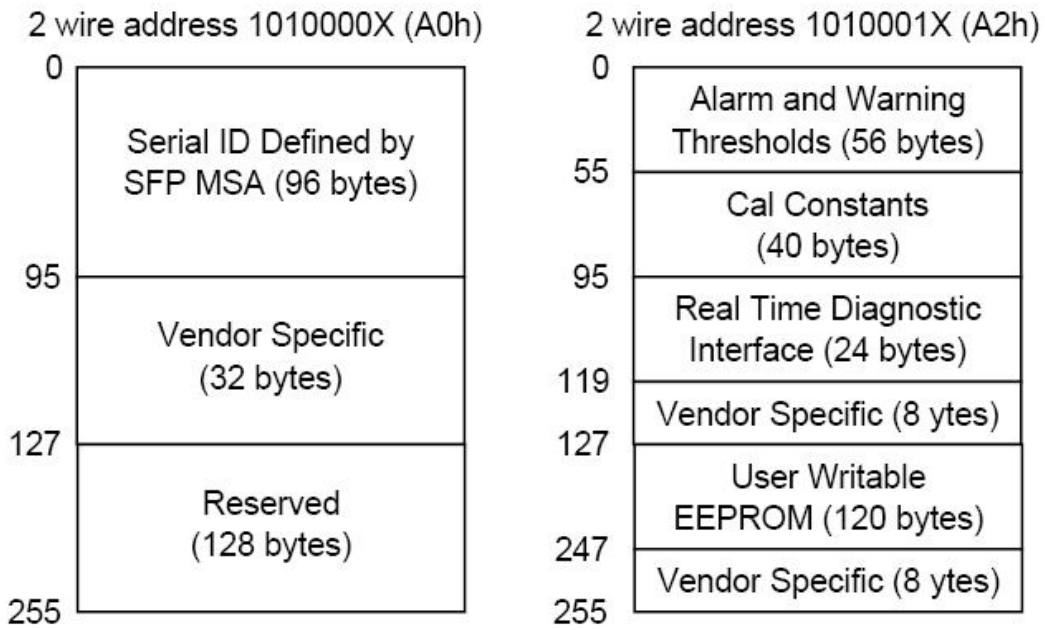 2 wire address 1010000X (A0h)
0
Serial ID Defined by
SFP MSA (96 bytes)
95
Vendor Specific
(32 bytes)
127
Reserved
(128 bytes)
255
2 wire address 1010001X (A2h)
0
Alarm and Warning
Thresholds (56 bytes)
55
Cal Constants
(40 bytes)
95
Real Time Diagnostic
Interface (24 bytes)
119
Vendor Specific (8 ytes)
127
User Writable
EEPROM (120 bytes)
247
Vendor Specific (8 ytes)
255